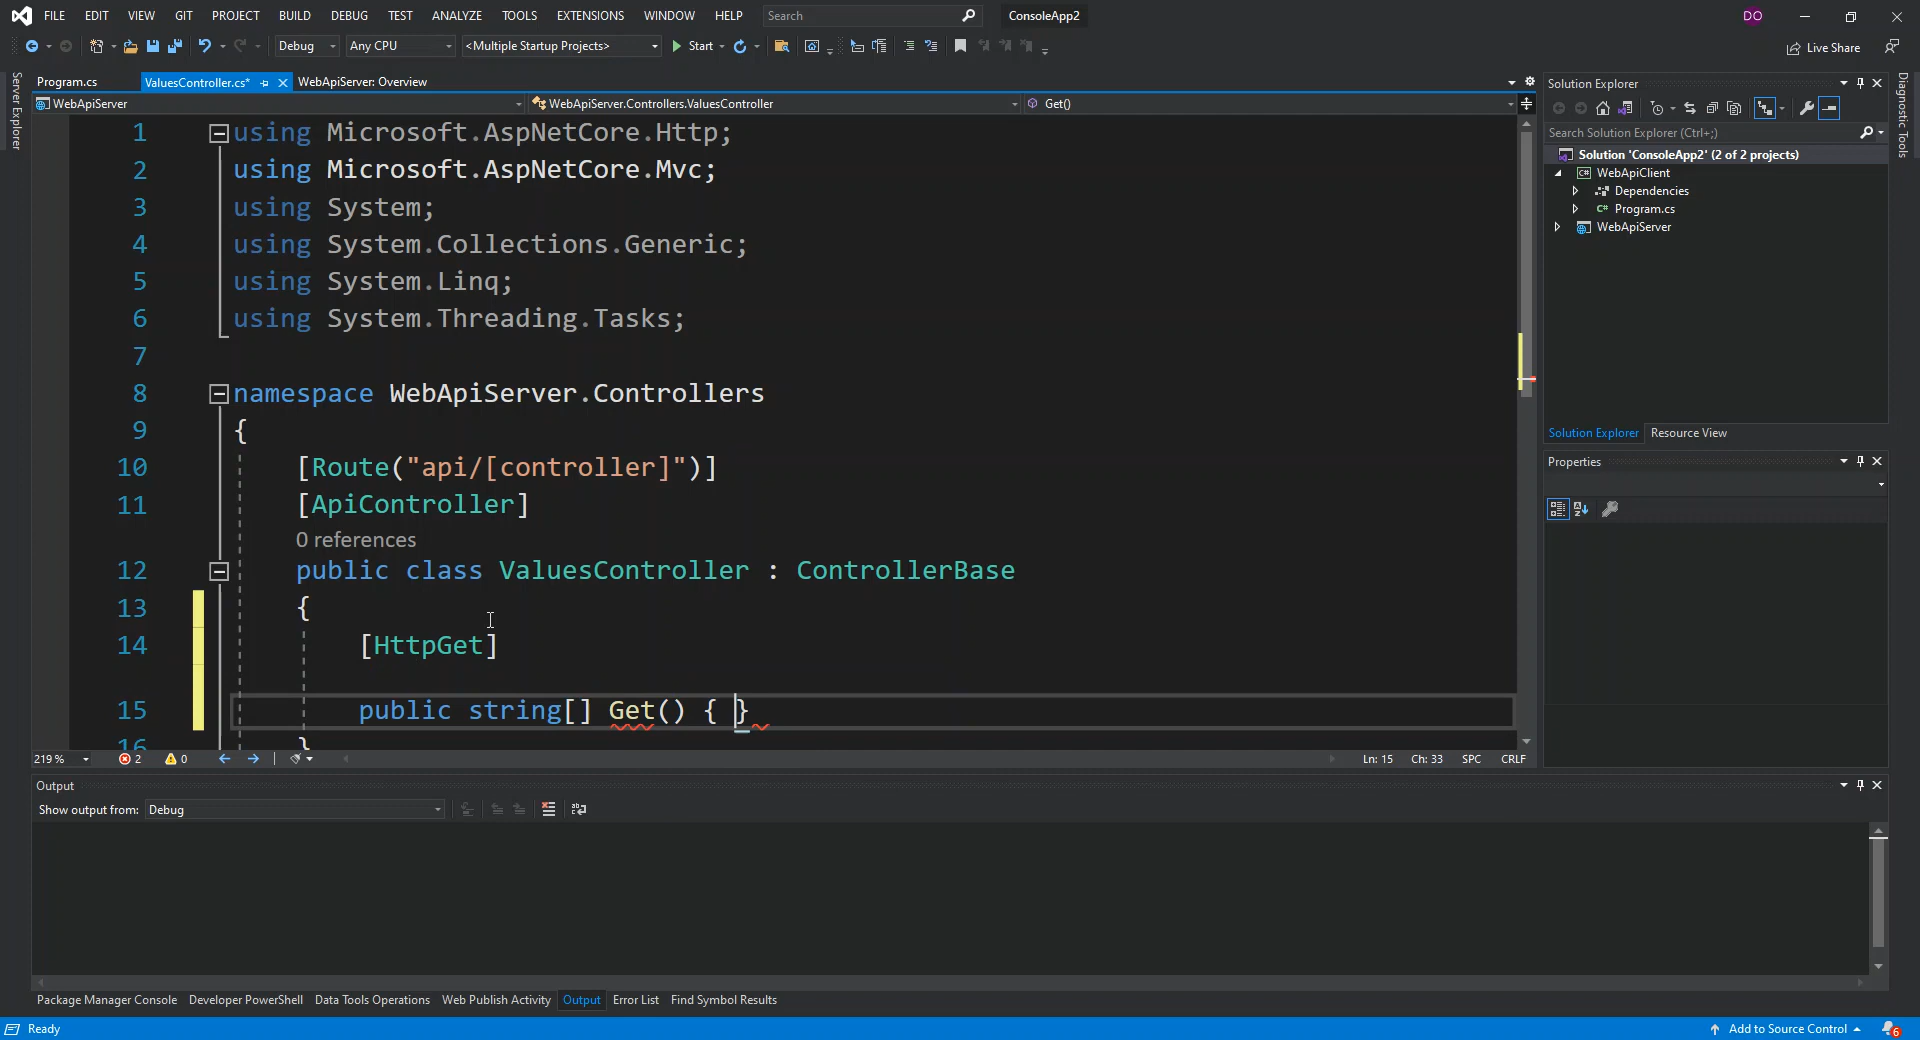 FILE EDIT VIEW GIT PROJECT BUILD DEBUG TEST ANALYZE TOOLS EXTENSIONS WINDOW HELP Search ConsoleApp2 DO
Debug Any CPU <Multiple Startup Projects> Start Live Share
Server Explorer
Program.cs ValuesController.cs* WebApiServer: Overview
WebApiServer WebApiServer.Controllers.ValuesController Get()
1 using Microsoft.AspNetCore.Http;
2 using Microsoft.AspNetCore.Mvc;
3 using System;
4 using System.Collections.Generic;
5 using System.Linq;
6 using System.Threading.Tasks;
7
8 namespace WebApiServer.Controllers
9 {
10 [Route("api/[controller]")]
11 [ApiController]
0 references
12 public class ValuesController : ControllerBase
13 {
14 [HttpGet]
15 public string[] Get() { }
16 }
219 % 2 0 Ln: 15 Ch: 33 SPC CRLF
Solution Explorer
Search Solution Explorer (Ctrl+;)
Solution 'ConsoleApp2' (2 of 2 projects)
WebApiClient
Dependencies
C# Program.cs
WebApiServer
Solution Explorer Resource View
Properties
Diagnostic Tools
Output
Show output from: Debug
Package Manager Console Developer PowerShell Data Tools Operations Web Publish Activity Output Error List Find Symbol Results
Ready Add to Source Control 6